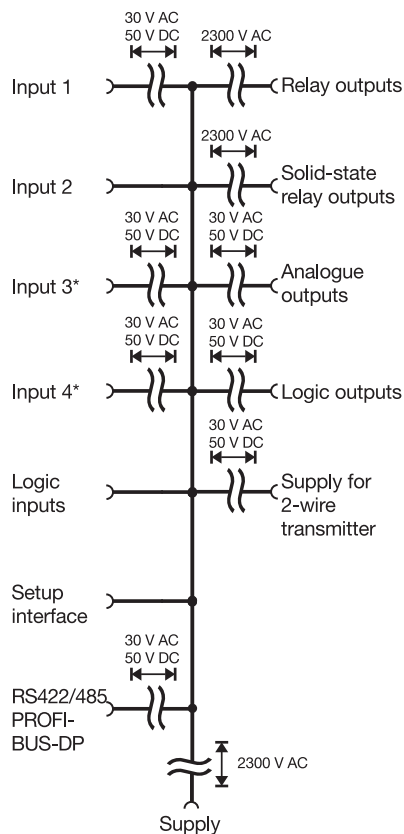 30 V AC
50 V DC
2300 V AC
Input 1
Relay outputs
2300 V AC
Input 2
Solid-state
relay outputs
30 V AC
50 V DC
30 V AC
50 V DC
Input 3*
Analogue
outputs
30 V AC
50 V DC
30 V AC
50 V DC
Input 4*
Logic outputs
30 V AC
50 V DC
Logic
inputs
Supply for
2-wire
transmitter
Setup
interface
30 V AC
50 V DC
RS422/485
PROFI-
BUS-DP
2300 V AC
Supply